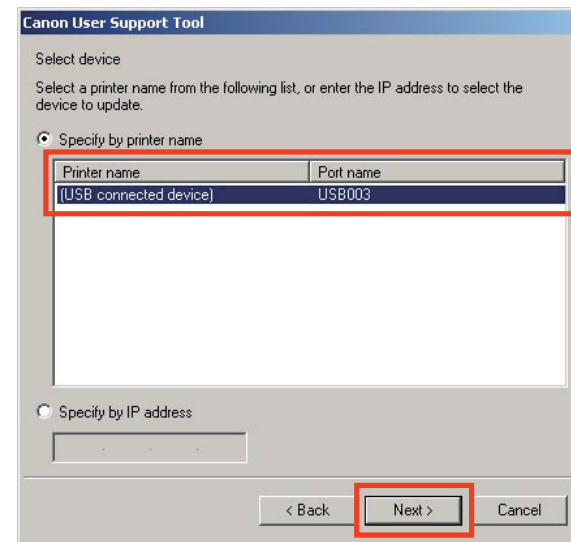 Canon User Support Tool
Select device
Select a printer name from the following list, or enter the IP address to select the
device to update.
Specify by printer name
Printer name Port name
(USB connected device) USB003
Specify by IP address
. . .
< Back Next > Cancel